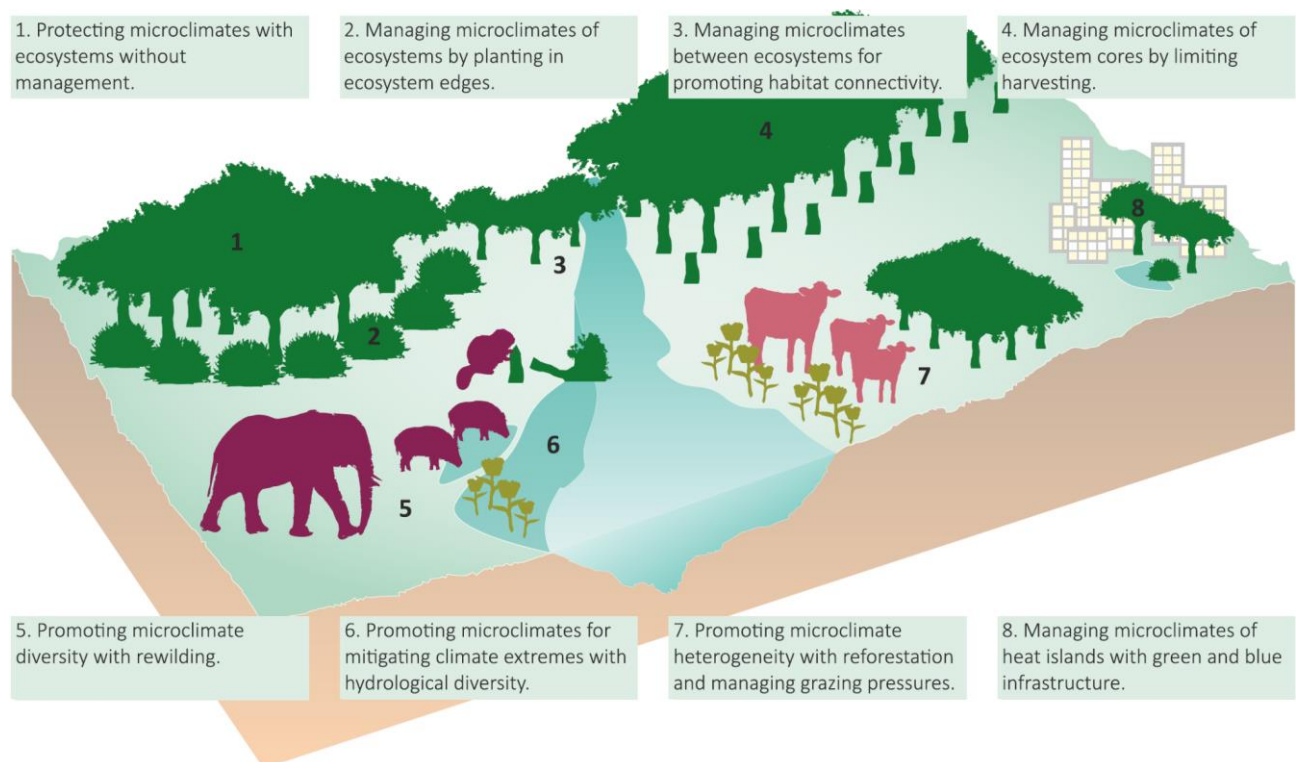 1. Protecting microclimates with
ecosystems without
management.
2. Managing microclimates of
ecosystems by planting in
ecosystem edges.
3. Managing microclimates
between ecosystems for
promoting habitat connectivity.
4. Managing microclimates of
ecosystem cores by limiting
harvesting.
4
8
1
3
2
7
6
5
5. Promoting microclimate
diversity with rewilding.
6. Promoting microclimates for
mitigating climate extremes with
hydrological diversity.
7. Promoting microclimate
heterogeneity with reforestation
and managing grazing pressures.
8. Managing microclimates of
heat islands with green and blue
infrastructure.